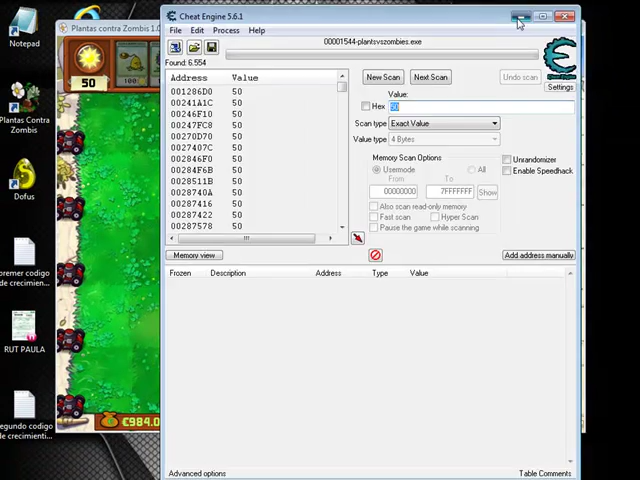 Notepad
Plantas Contra Zombis
Dofus
premer codigo
de crecimien...
RUT PAULA
segundo codigo
de crecimienti...
Plantas contra Zombis 1.0
50
100
€984.0
Cheat Engine 5.6.1
File Edit Process Help
00001544-plantsvszombies.exe
Found: 6.554
Settings
Address Value
001286D0 50
00241A1C 50
00246F10 50
00247FC8 50
00270D70 50
0027407C 50
002846F0 50
00284F6B 50
0028511B 50
0028740A 50
00287416 50
00287422 50
00287578 50
New Scan Next Scan Undo scan
Value:
Hex 50
Scan type Exact Value
Value type 4 Bytes
Memory Scan Options
Usermode All
From To
00000000 7FFFFFFF Show
Also scan read-only memory
Fast scan Hyper Scan
Pause the game while scanning
Unrandomizer
Enable Speedhack
Memory view Add address manually
Frozen Description Address Type Value
Advanced options Table Comments